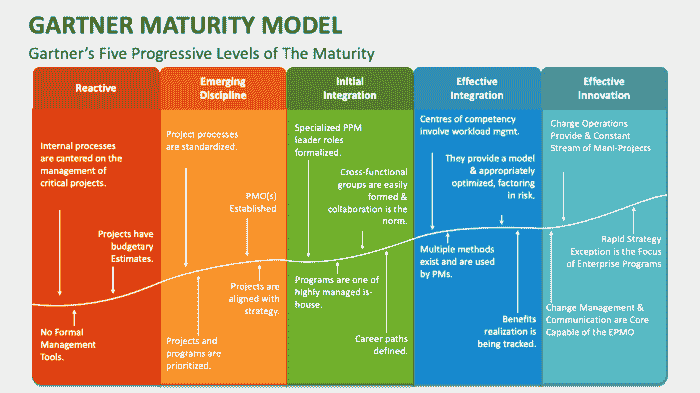 GARTNER MATURITY MODEL
Gartner's Five Progressive Levels of The Maturity
Reactive
Internal processes
are cantered on the
management of
critical projects.
Projects have
budgetary
Estimates.
No Formal
Management
Tools.
Emerging
Discipline
Project processes
are standardized.
PMO(s)
Established
Projects are
aligned with
strategy.
Projects and
programs are
prioritized.
Initial
Integration
Specialized PPM
leader roles
formalized.
Cross-functional
groups are easily
formed &
collaboration is the
norm.
Programs are one of
highly managed is-
house.
Career paths
defined.
Effective
Integration
Centres of competency
involve workload mgmt.
They provide a model
& appropriately
optimized, factoring
in risk.
Multiple methods
exist and are used
by PMs.
Benefits
realization is
being tracked.
Effective
Innovation
Charge Operations
Provide & Constant
Stream of Mani-Projects
Rapid Strategy
Exception is the Focus
of Enterprise Programs
Change Management &
Communication are Core
Capable of the EPMO